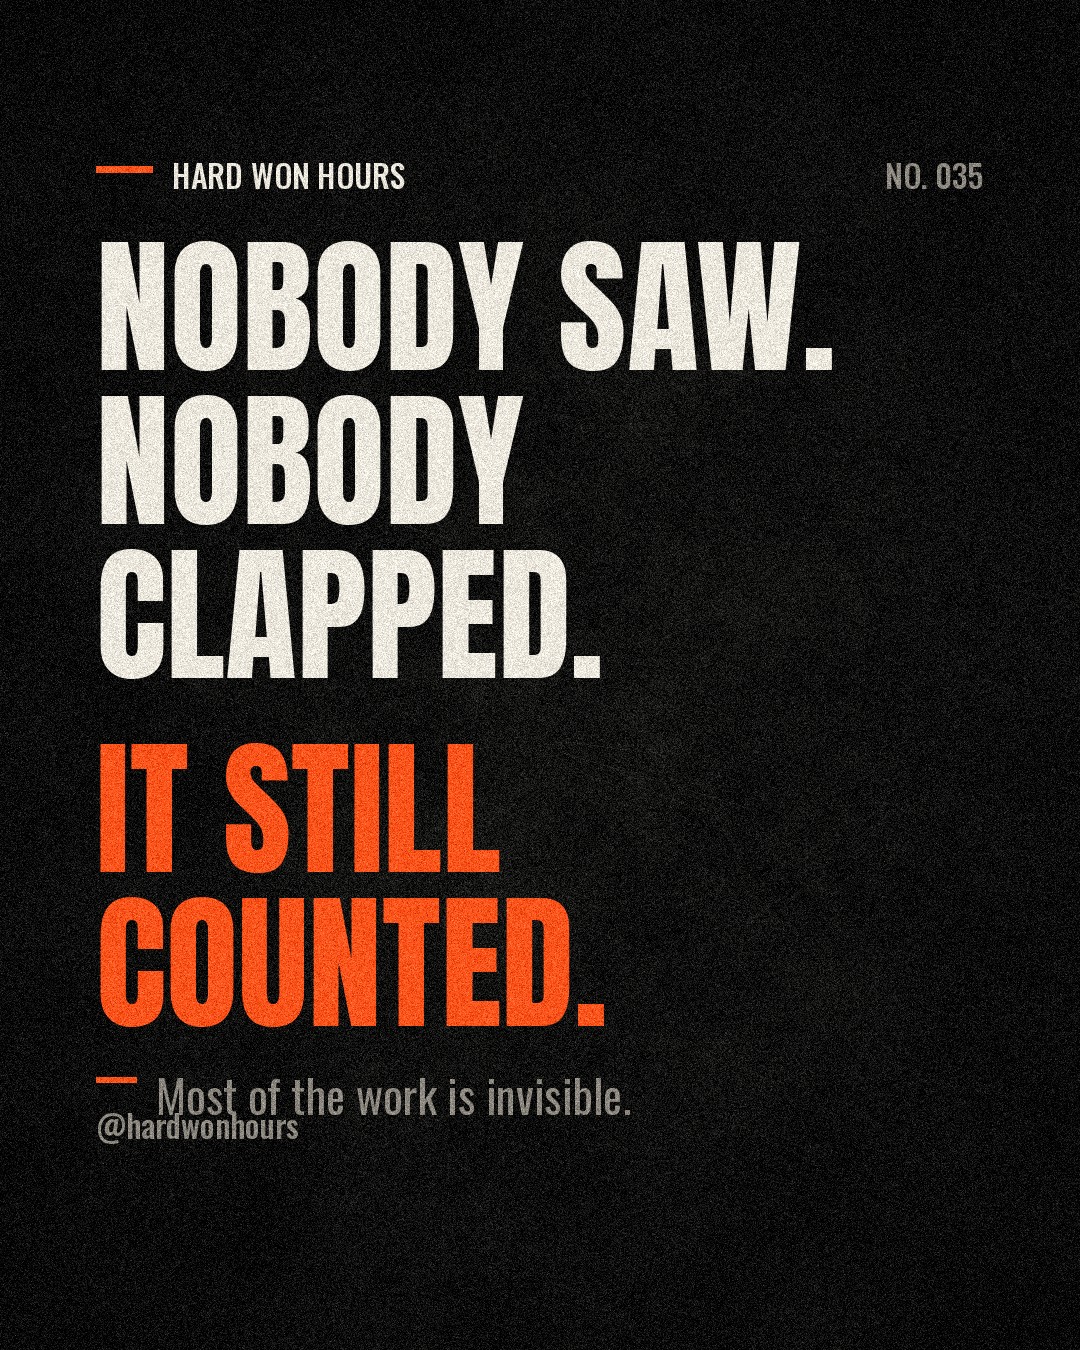 HARD WON HOURS
NO. 035
NOBODY SAW.
NOBODY
CLAPPED.
IT STILL
COUNTED.
Most of the work is invisible.
@hardwonhours